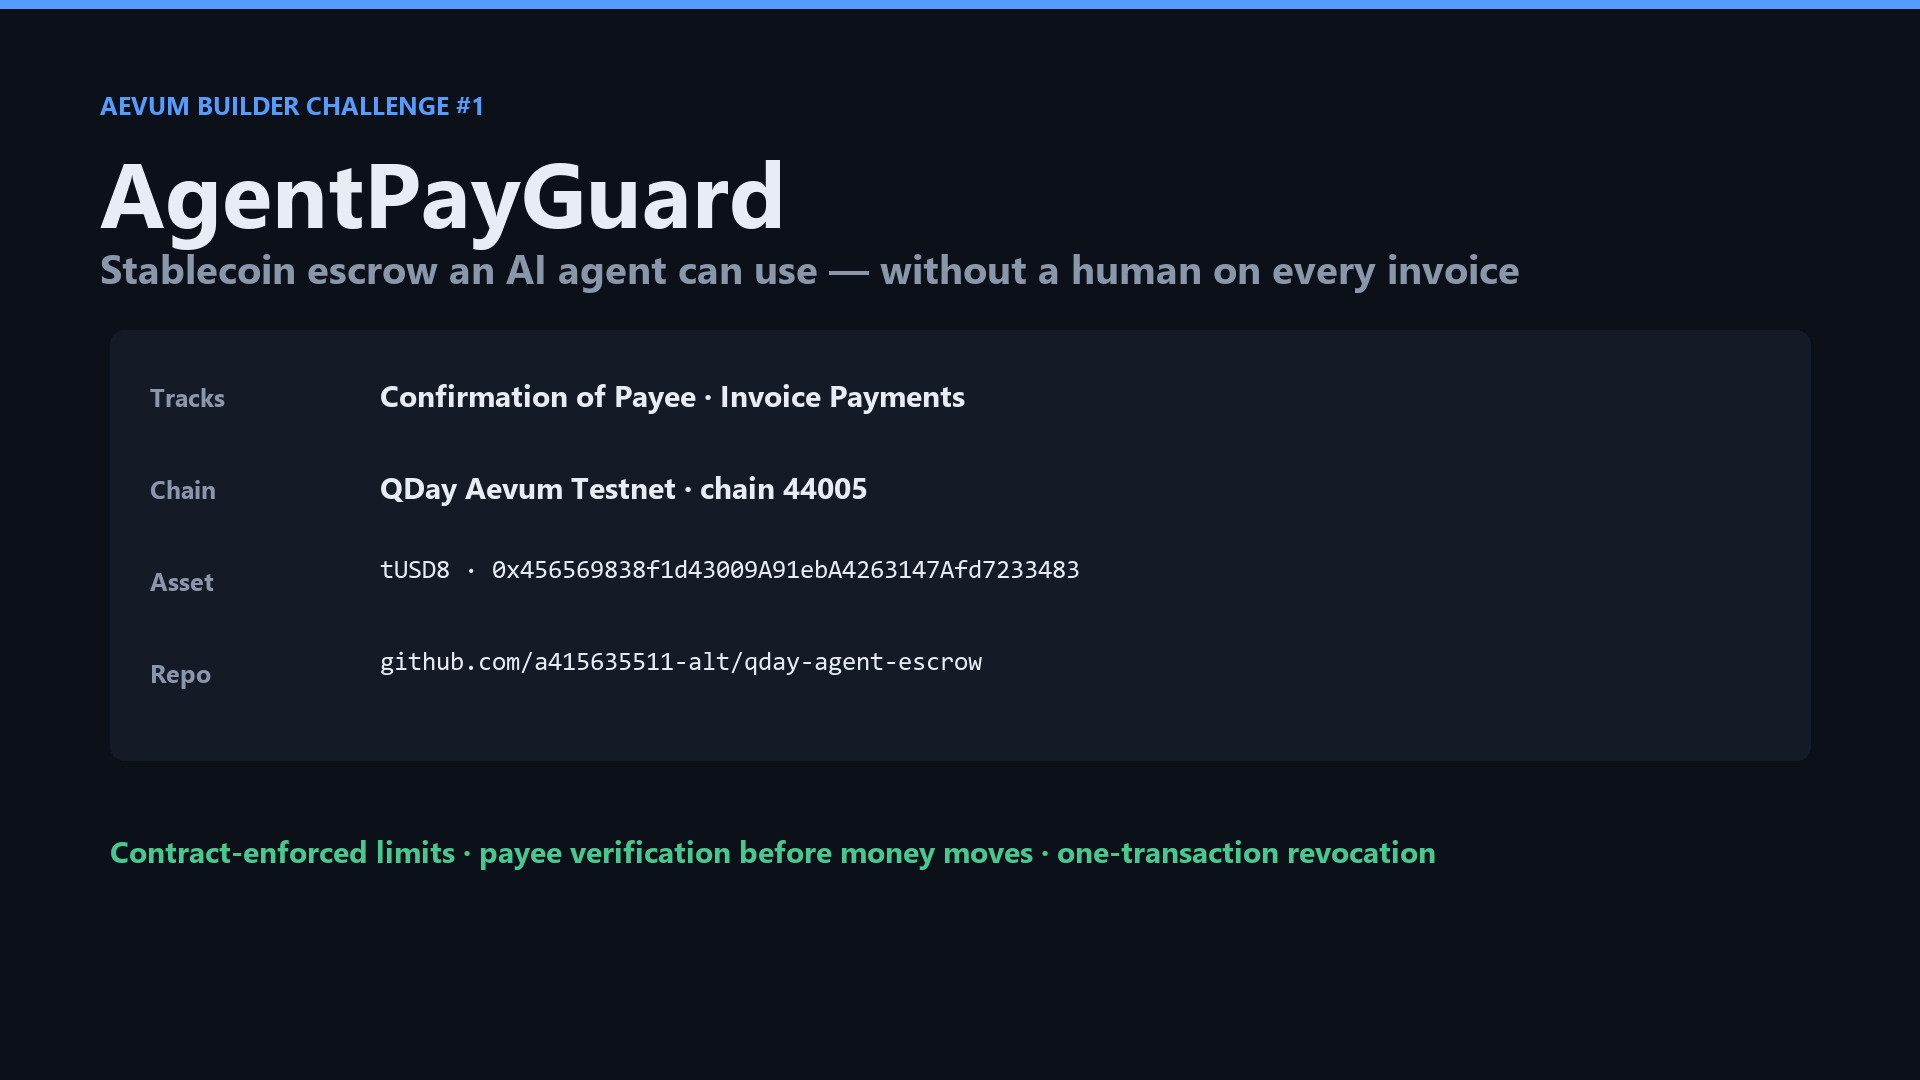 AEVUM BUILDER CHALLENGE #1
AgentPayGuard
Stablecoin escrow an AI agent can use — without a human on every invoice
Tracks Confirmation of Payee · Invoice Payments
Chain QDay Aevum Testnet · chain 44005
Asset tUSD8 · 0x456569838f1d43009A91ebA4263147Afd7233483
Repo github.com/a415635511-alt/qday-agent-escrow
Contract-enforced limits · payee verification before money moves · one-transaction revocation